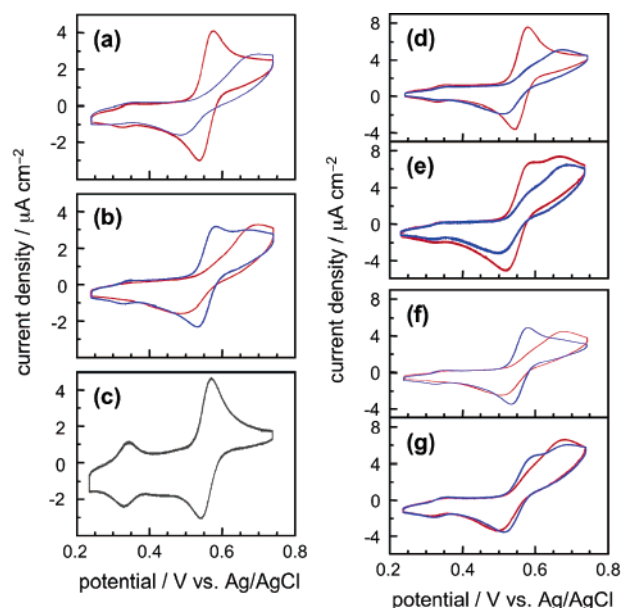 (a)
4
2
0
-2
(b)
4
2
0
-2
(c)
4
2
0
-2
0.2 0.4 0.6 0.8
potential / V vs. Ag/AgCl
current density / μA cm⁻²
(d)
8
4
0
-4
(e)
8
4
0
-4
(f)
8
4
0
-4
(g)
8
4
0
-4
0.2 0.4 0.6 0.8
potential / V vs. Ag/AgCl
current density / μA cm⁻²